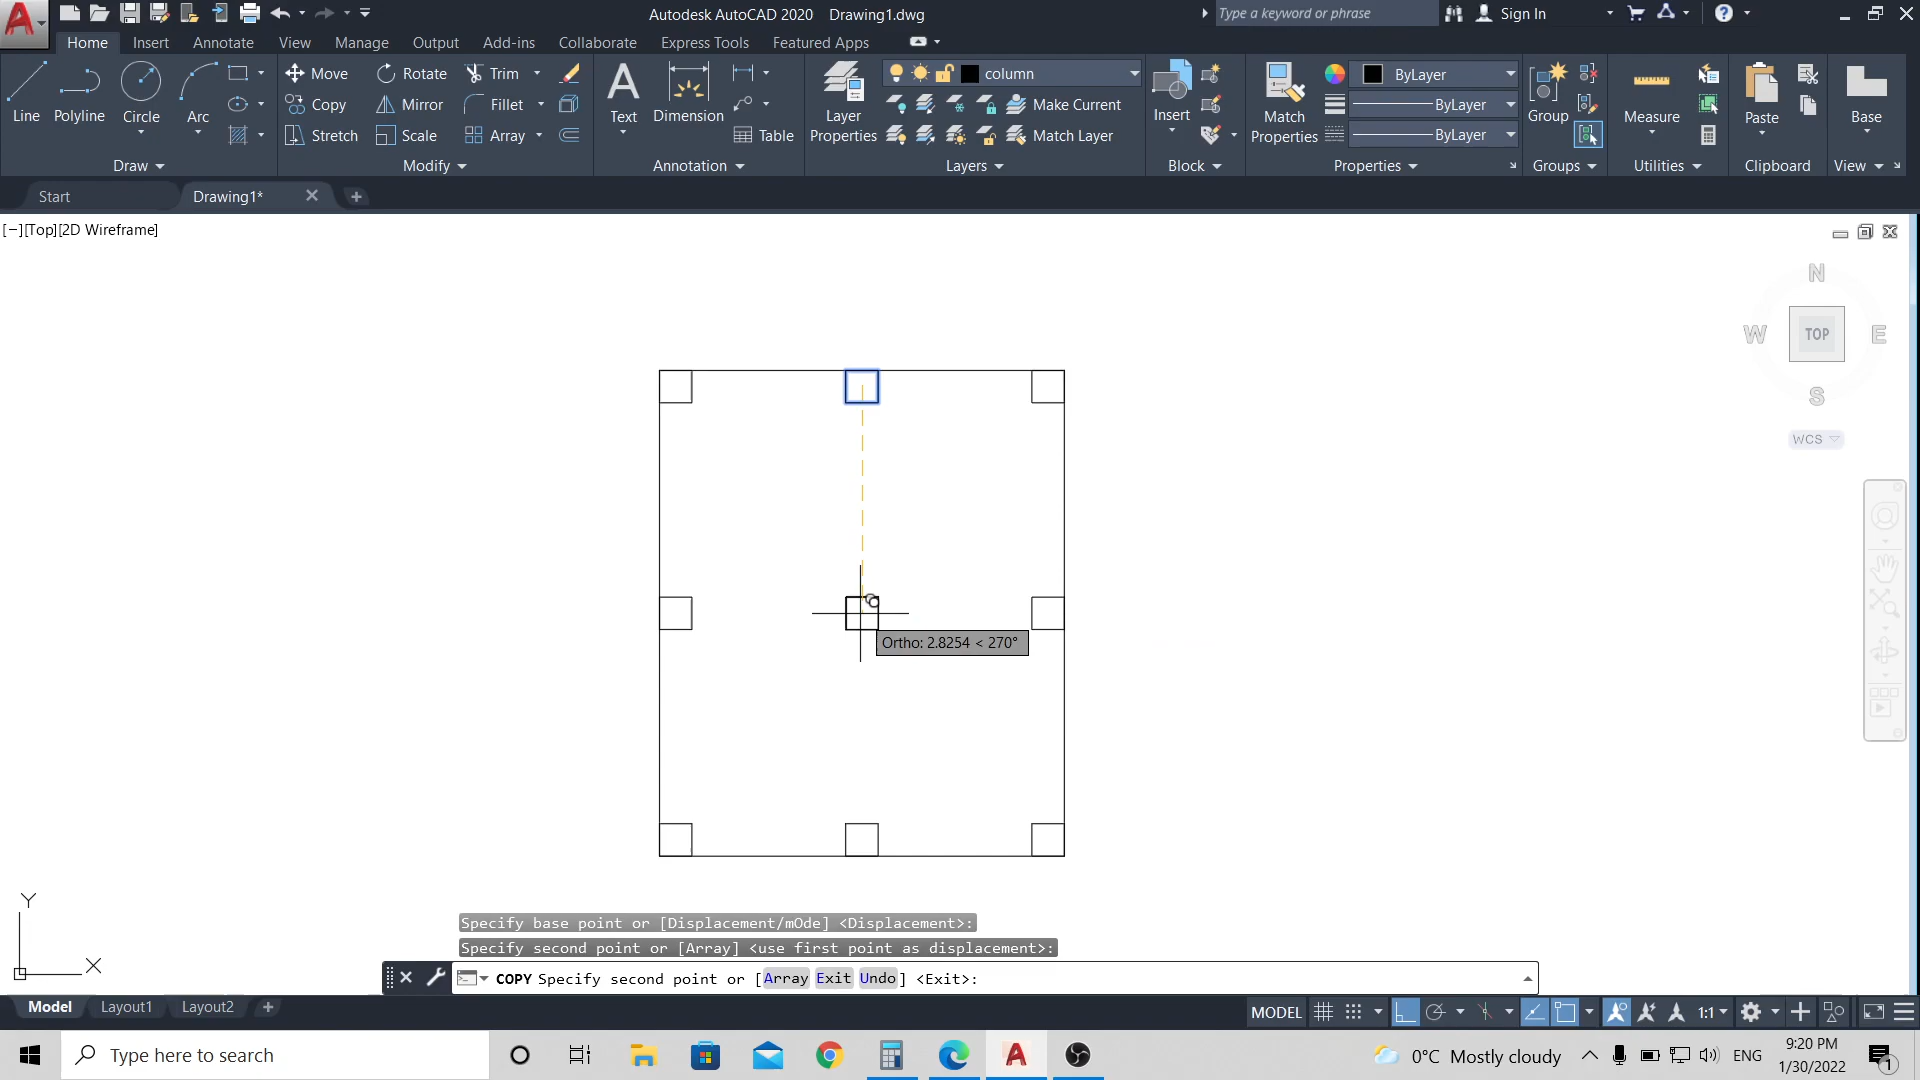 Autodesk AutoCAD 2020 Drawing1.dwg
Type a keyword or phrase
Sign In
Home Insert Annotate View Manage Output Add-ins Collaborate Express Tools Featured Apps
Line Polyline Circle Arc
Move Rotate Trim
Copy Mirror Fillet
Stretch Scale Array
Text Dimension Table
Layer Properties
column
Make Current
Match Layer
Insert
Match Properties
ByLayer
ByLayer
ByLayer
Group
Measure
Paste
Base
Draw Modify Annotation Layers Block Properties Groups Utilities Clipboard View
Start Drawing1*
[−][Top][2D Wireframe]
N
W TOP E
S
WCS
Ortho: 2.8254 < 270°
Y
X
Specify base point or [Displacement/mOde] <Displacement>:
Specify second point or [Array] <use first point as displacement>:
COPY Specify second point or [Array Exit Undo] <Exit>:
Model Layout1 Layout2
MODEL 1:1
Type here to search
0°C Mostly cloudy
ENG
9:20 PM
1/30/2022
1